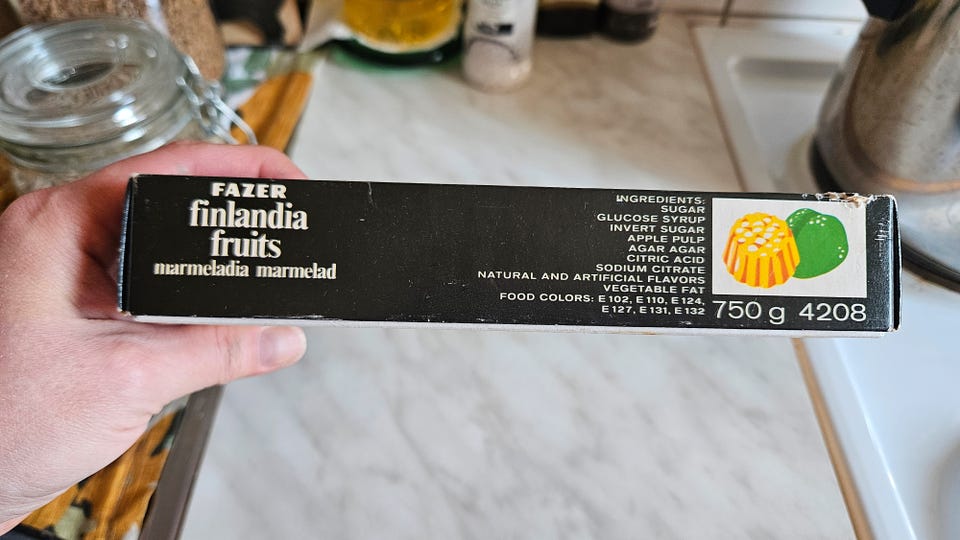 FAZER
finlandia
fruits
marmeladia marmelad
INGREDIENTS:
SUGAR
GLUCOSE SYRUP
INVERT SUGAR
APPLE PULP
AGAR AGAR
CITRIC ACID
SODIUM CITRATE
NATURAL AND ARTIFICIAL FLAVORS
VEGETABLE FAT
FOOD COLORS: E 102, E 110, E 124,
E 127, E 131, E 132
750 g 4208